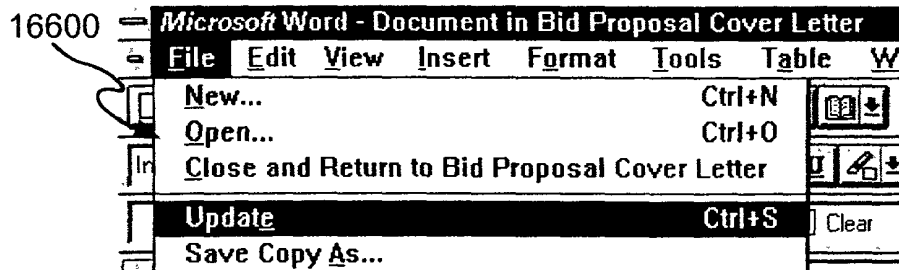 16600
Microsoft Word - Document in Bid Proposal Cover Letter
File Edit View Insert Format Tools Table W
New... Ctrl+N
Open... Ctrl+O
In Close and Return to Bid Proposal Cover Letter U
Update Ctrl+S Clear
Save Copy As...